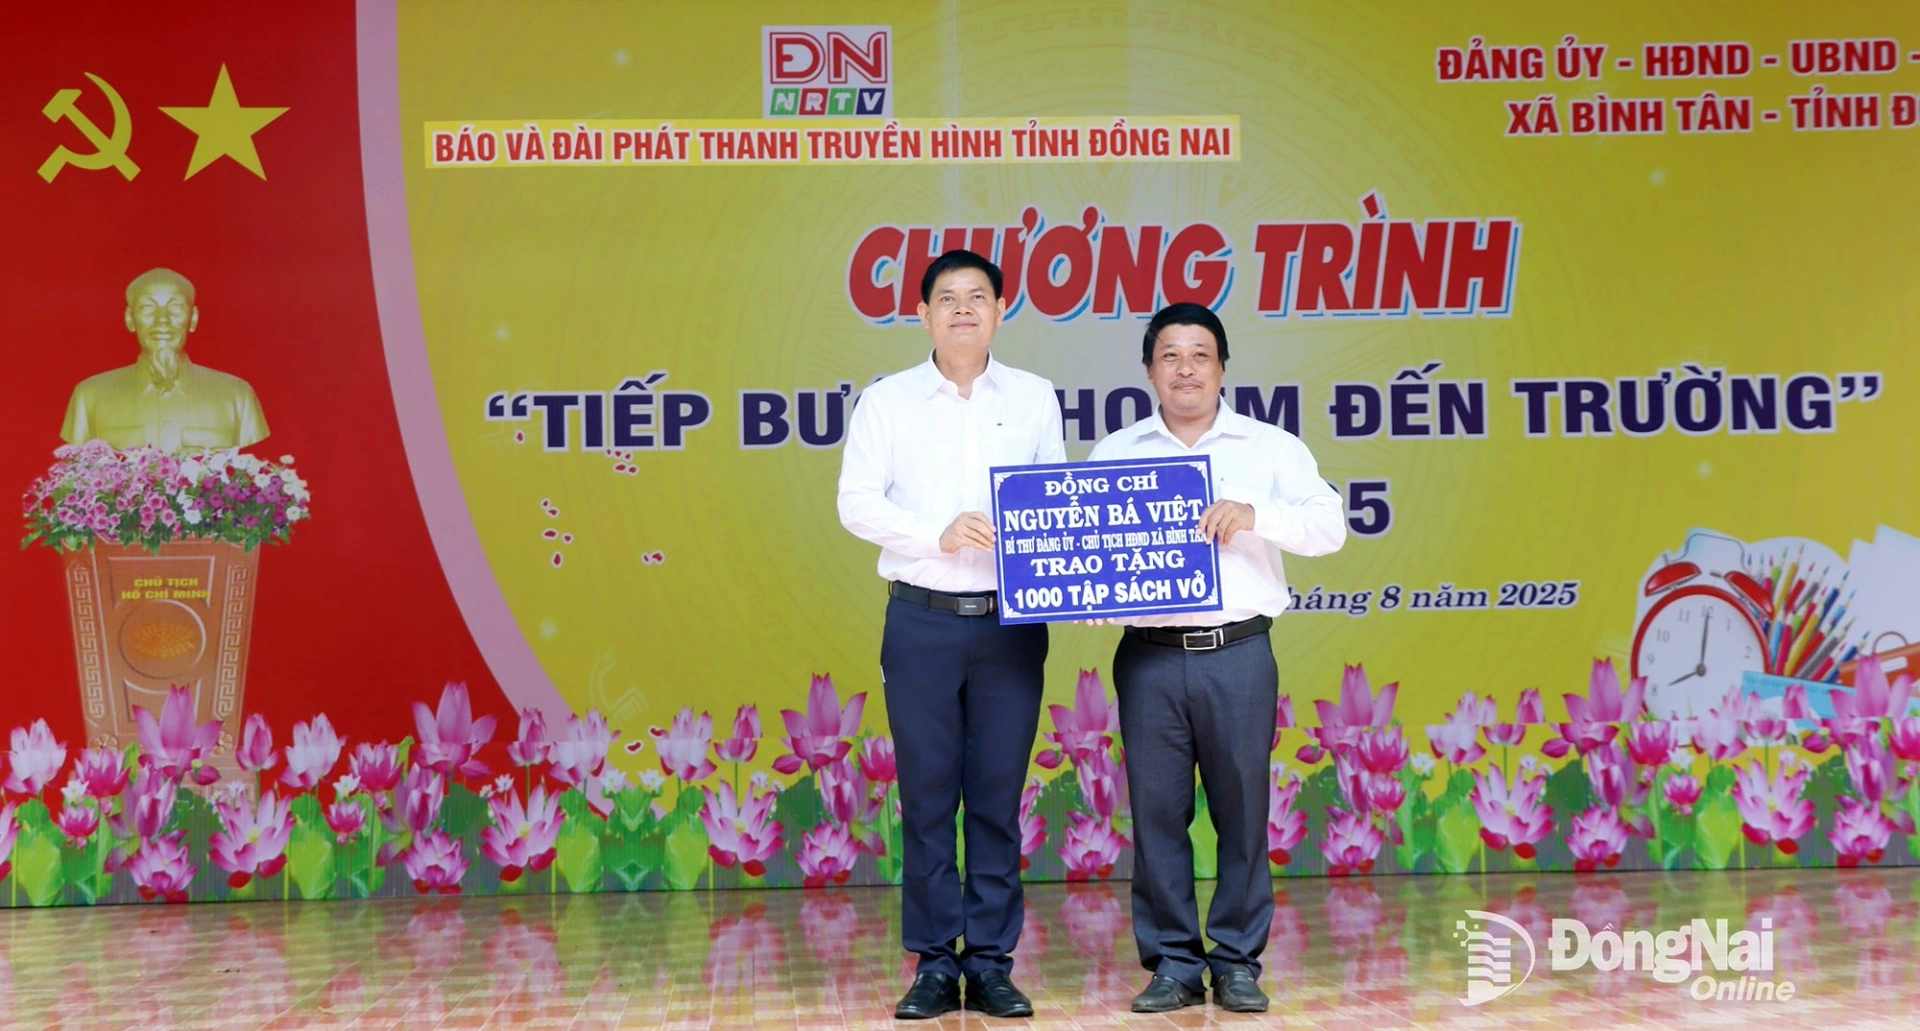 ĐN
NRTV
BÁO VÀ ĐÀI PHÁT THANH TRUYỀN HÌNH TỈNH ĐỒNG NAI
ĐẢNG ỦY - HĐND - UBND -
XÃ BÌNH TÂN - TỈNH Đ
CHƯƠNG TRÌNH
“TIẾP BƯỚ HO EM ĐẾN TRƯỜNG”
5
háng 8 năm 2025
ĐỒNG CHÍ
NGUYỄN BÁ VIỆT
BÍ THƯ ĐẢNG ỦY - CHỦ TỊCH HĐND XÃ BÌNH TÂN
TRAO TẶNG
1000 TẬP SÁCH VỞ
CHỦ TỊCH
HỒ CHÍ MINH
ĐồngNai
Online